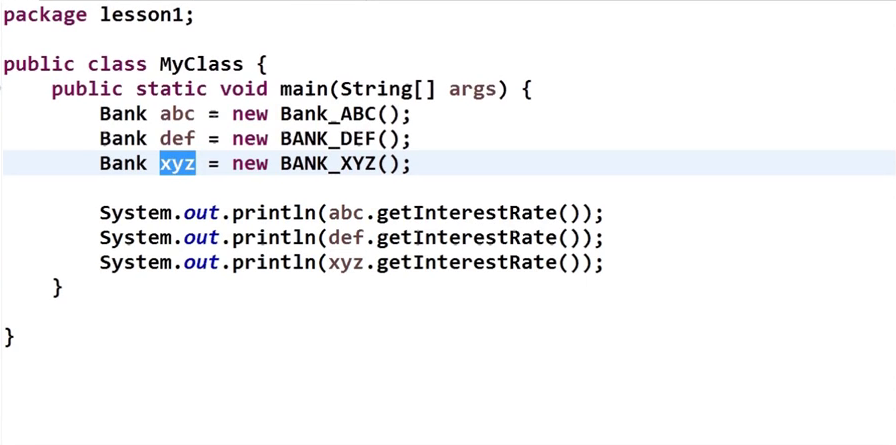 package lesson1;
public class MyClass {
public static void main(String[] args) {
Bank abc = new Bank_ABC();
Bank def = new BANK_DEF();
Bank xyz = new BANK_XYZ();
System.out.println(abc.getInterestRate());
System.out.println(def.getInterestRate());
System.out.println(xyz.getInterestRate());
}
}